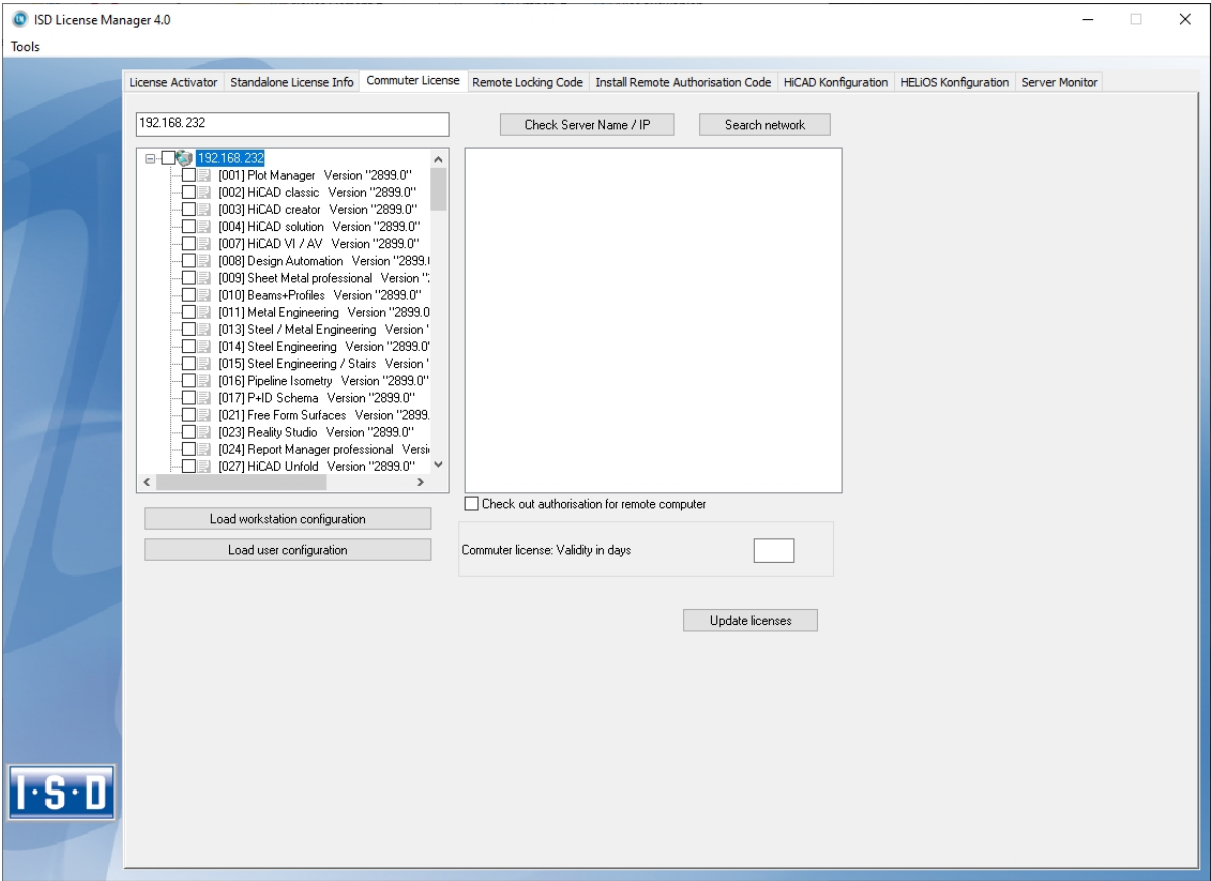 ISD License Manager 4.0
Tools
License Activator Standalone License Info Commuter License Remote Locking Code Install Remote Authorisation Code HiCAD Konfiguration HELiOS Konfiguration Server Monitor
192.168.232 Check Server Name / IP Search network
192.168.232
[001] Plot Manager Version "2899.0"
[002] HiCAD classic Version "2899.0"
[003] HiCAD creator Version "2899.0"
[004] HiCAD solution Version "2899.0"
[007] HiCAD VI / AV Version "2899.0"
[008] Design Automation Version "2899.
[009] Sheet Metal professional Version "
[010] Beams+Profiles Version "2899.0"
[011] Metal Engineering Version "2899.0
[013] Steel / Metal Engineering Version "
[014] Steel Engineering Version "2899.0"
[015] Steel Engineering / Stairs Version "
[016] Pipeline Isometry Version "2899.0"
[017] P+ID Schema Version "2899.0"
[021] Free Form Surfaces Version "2899.
[023] Reality Studio Version "2899.0"
[024] Report Manager professional Versi
[027] HiCAD Unfold Version "2899.0"
Check out authorisation for remote computer
Load workstation configuration
Load user configuration
Commuter license: Validity in days
Update licenses
I·S·D